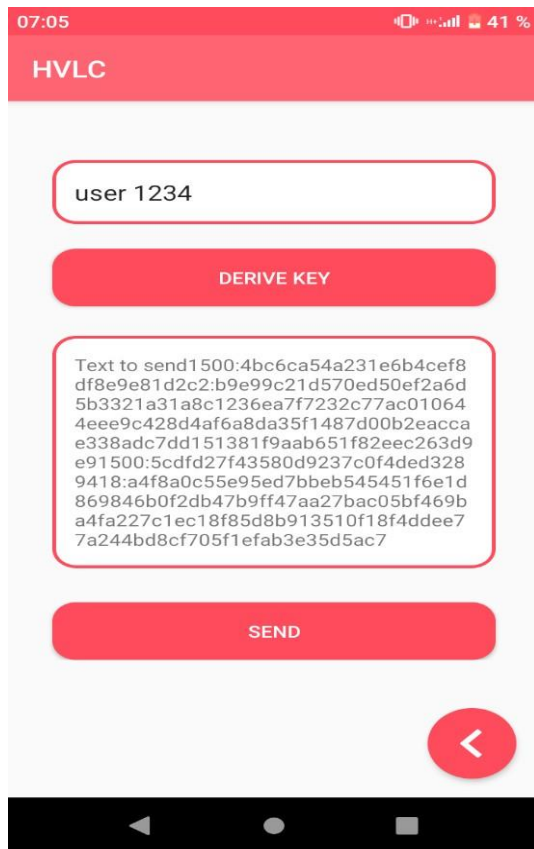 07:05
41 %
HVLC
user 1234
DERIVE KEY
Text to send1500:4bc6ca54a231e6b4cef8
df8e9e81d2c2:b9e99c21d570ed50ef2a6d
5b3321a31a8c1236ea7f7232c77ac01064
4eee9c428d4af6a8da35f1487d00b2eacca
e338adc7dd151381f9aab651f82eec263d9
e91500:5cdfd27f43580d9237c0f4ded328
9418:a4f8a0c55e95ed7bbeb545451f6e1d
869846b0f2db47b9ff47aa27bac05bf469b
a4fa227c1ec18f85d8b913510f18f4ddee7
7a244bd8cf705f1efab3e35d5ac7
SEND